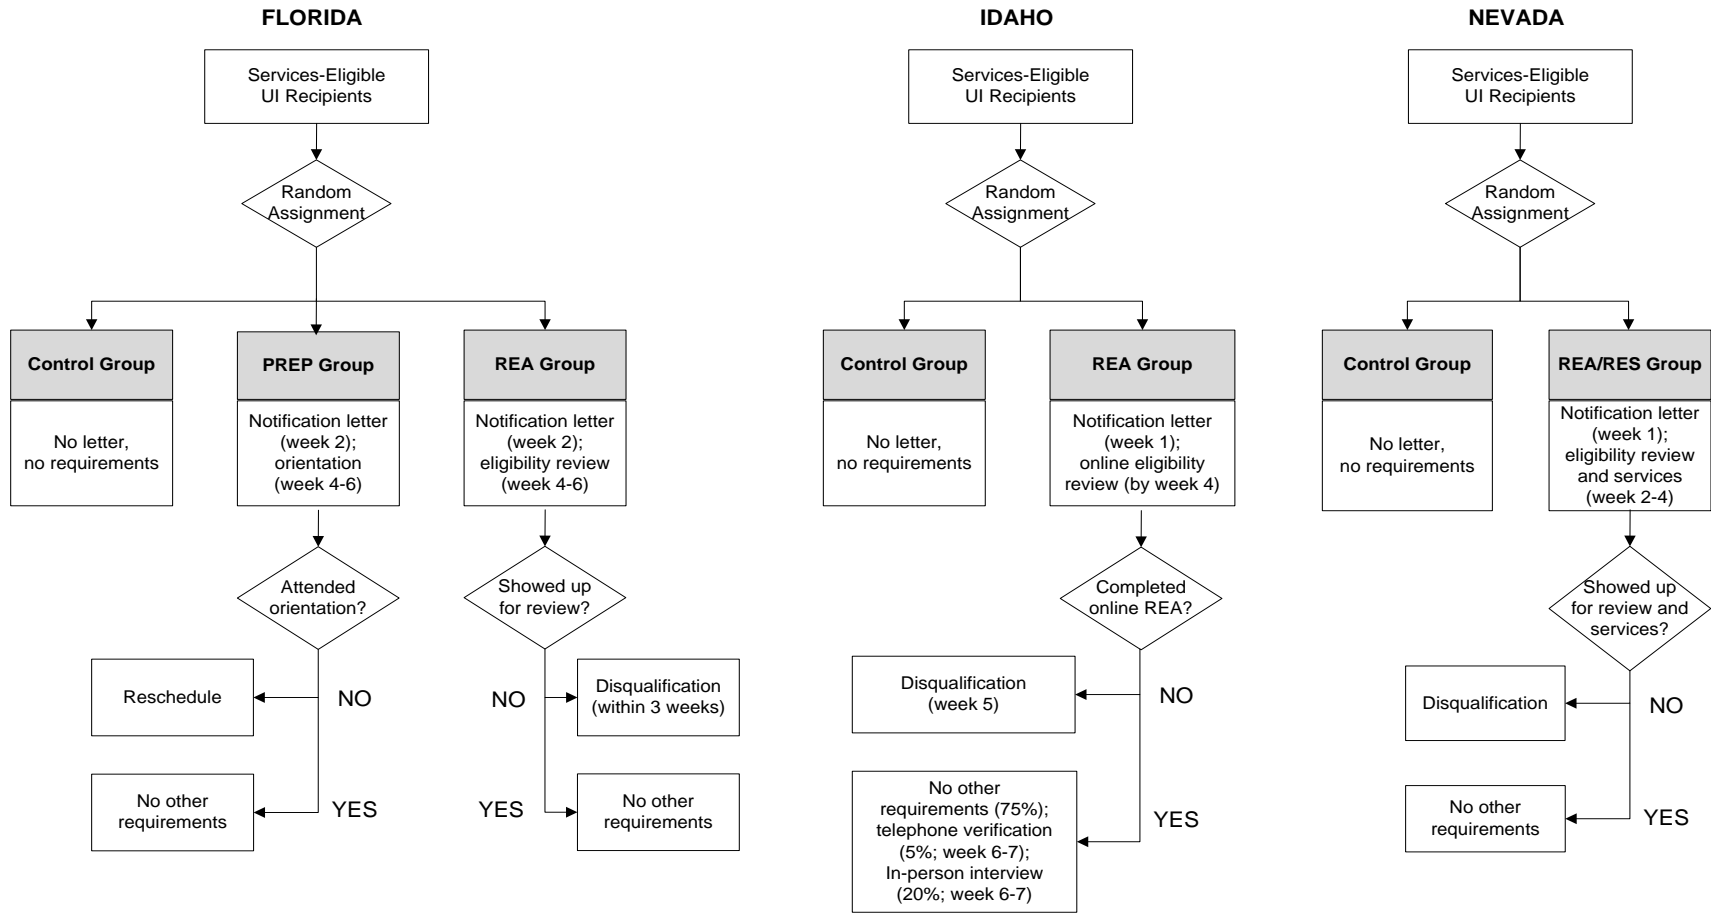 FLORIDA
Services-Eligible
UI Recipients
Random
Assignment
Control Group
No letter,
no requirements
PREP Group
Notification letter
(week 2);
orientation
(week 4-6)
REA Group
Notification letter
(week 2);
eligibility review
(week 4-6)
Attended
orientation?
Showed up
for review?
Reschedule
NO
NO
Disqualification
(within 3 weeks)
No other
requirements
YES
YES
No other
requirements
IDAHO
Services-Eligible
UI Recipients
Random
Assignment
Control Group
No letter,
no requirements
REA Group
Notification letter
(week 1);
online eligibility
review (by week 4)
Completed
online REA?
Disqualification
(week 5)
NO
No other
requirements (75%);
telephone verification
(5%; week 6-7);
In-person interview
(20%; week 6-7)
YES
NEVADA
Services-Eligible
UI Recipients
Random
Assignment
Control Group
No letter,
no requirements
REA/RES Group
Notification letter
(week 1);
eligibility review
and services
(week 2-4)
Showed up
for review and
services?
Disqualification
NO
No other
requirements
YES